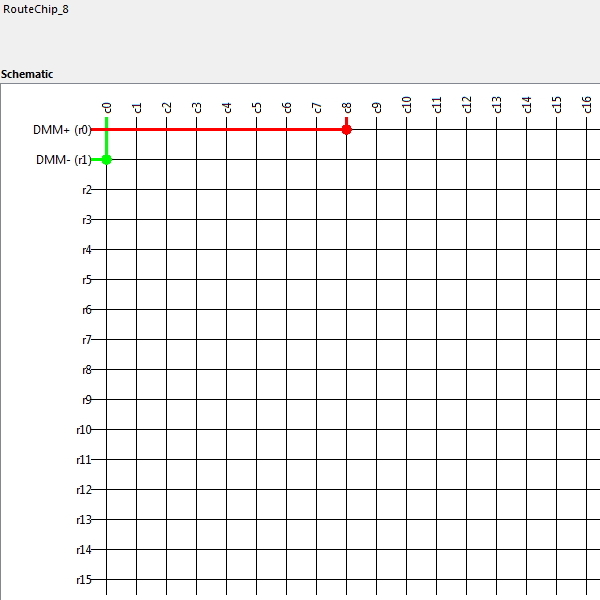 RouteChip_8
Schematic
c0 c1 c2 c3 c4 c5 c6 c7 c8 c9 c10 c11 c12 c13 c14 c15 c16
DMM+ (r0)
DMM- (r1)
r2
r3
r4
r5
r6
r7
r8
r9
r10
r11
r12
r13
r14
r15